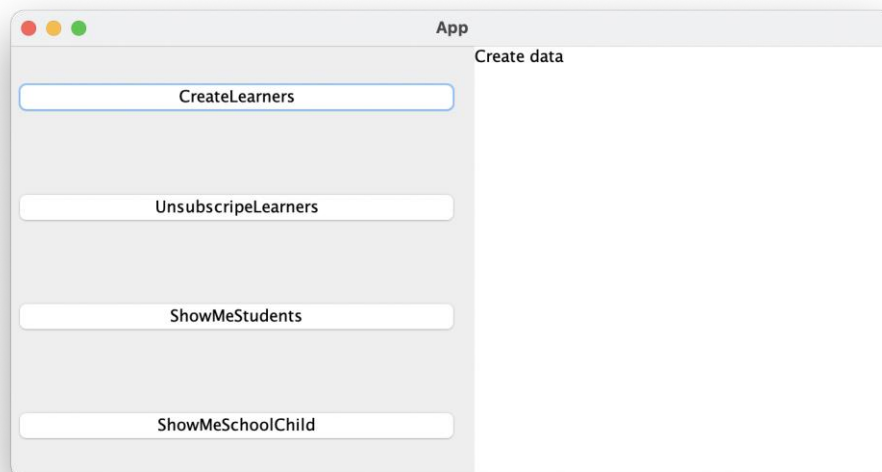 App
Create data
CreateLearners
UnsubscripeLearners
ShowMeStudents
ShowMeSchoolChild